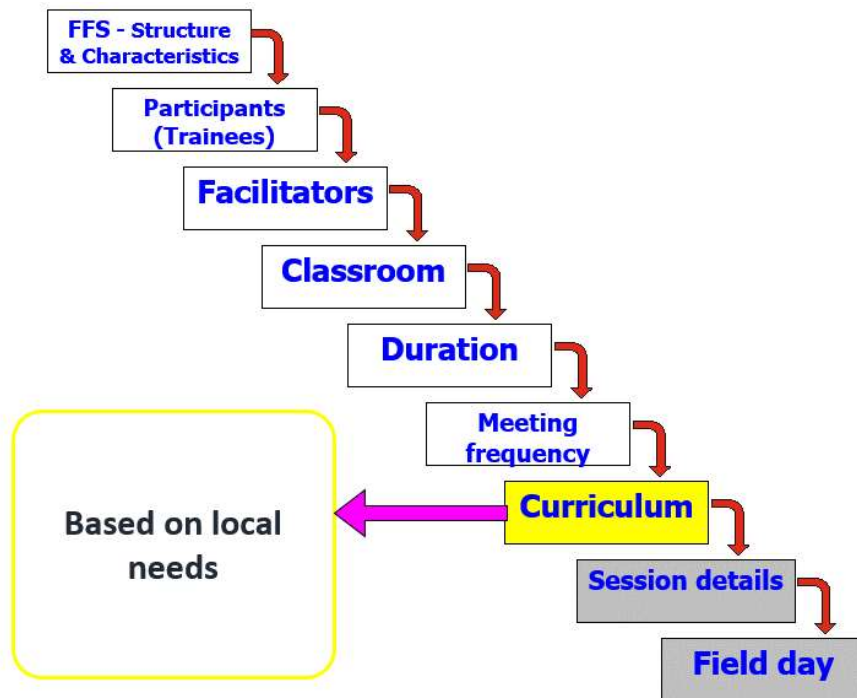 FFS - Structure
& Characteristics
Participants
(Trainees)
Facilitators
Classroom
Duration
Meeting
frequency
Curriculum
Based on local
needs
Session details
Field day